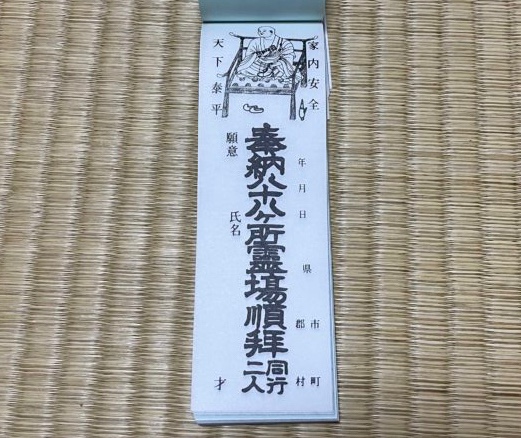 家内安全
天下泰平
年月日
県
市町
郡村
奉納八十八ヶ所霊場順拝
同行
二人
願意
氏名
才